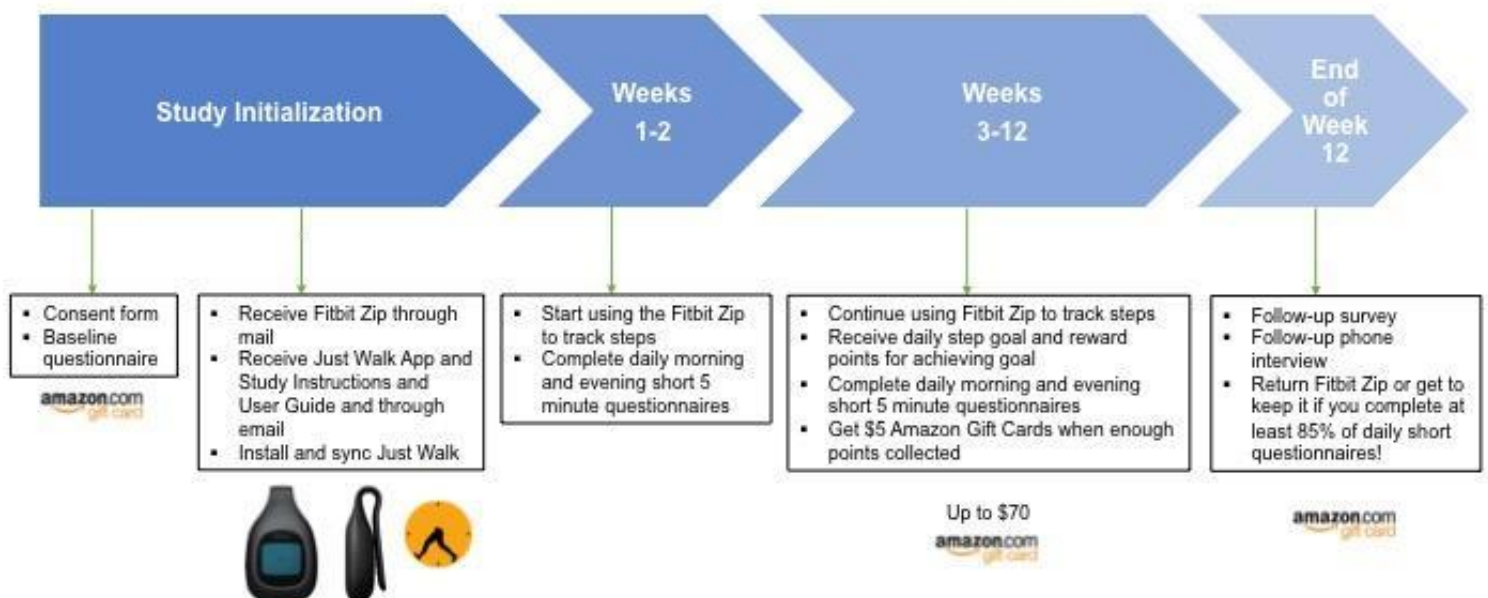 Study Initialization
Weeks
1-2
Weeks
3-12
End
of
Week
12
▪ Consent form
▪ Baseline
questionnaire
amazon.com
gift card
▪ Receive Fitbit Zip through
mail
▪ Receive Just Walk App and
Study Instructions and
User Guide and through
email
▪ Install and sync Just Walk
▪ Start using the Fitbit Zip
to track steps
▪ Complete daily morning
and evening short 5
minute questionnaires
▪ Continue using Fitbit Zip to track steps
▪ Receive daily step goal and reward
points for achieving goal
▪ Complete daily morning and evening
short 5 minute questionnaires
▪ Get $5 Amazon Gift Cards when enough
points collected
Up to $70
amazon.com
gift card
▪ Follow-up survey
▪ Follow-up phone
interview
▪ Return Fitbit Zip or get to
keep it if you complete at
least 85% of daily short
questionnaires!
amazon.com
gift card